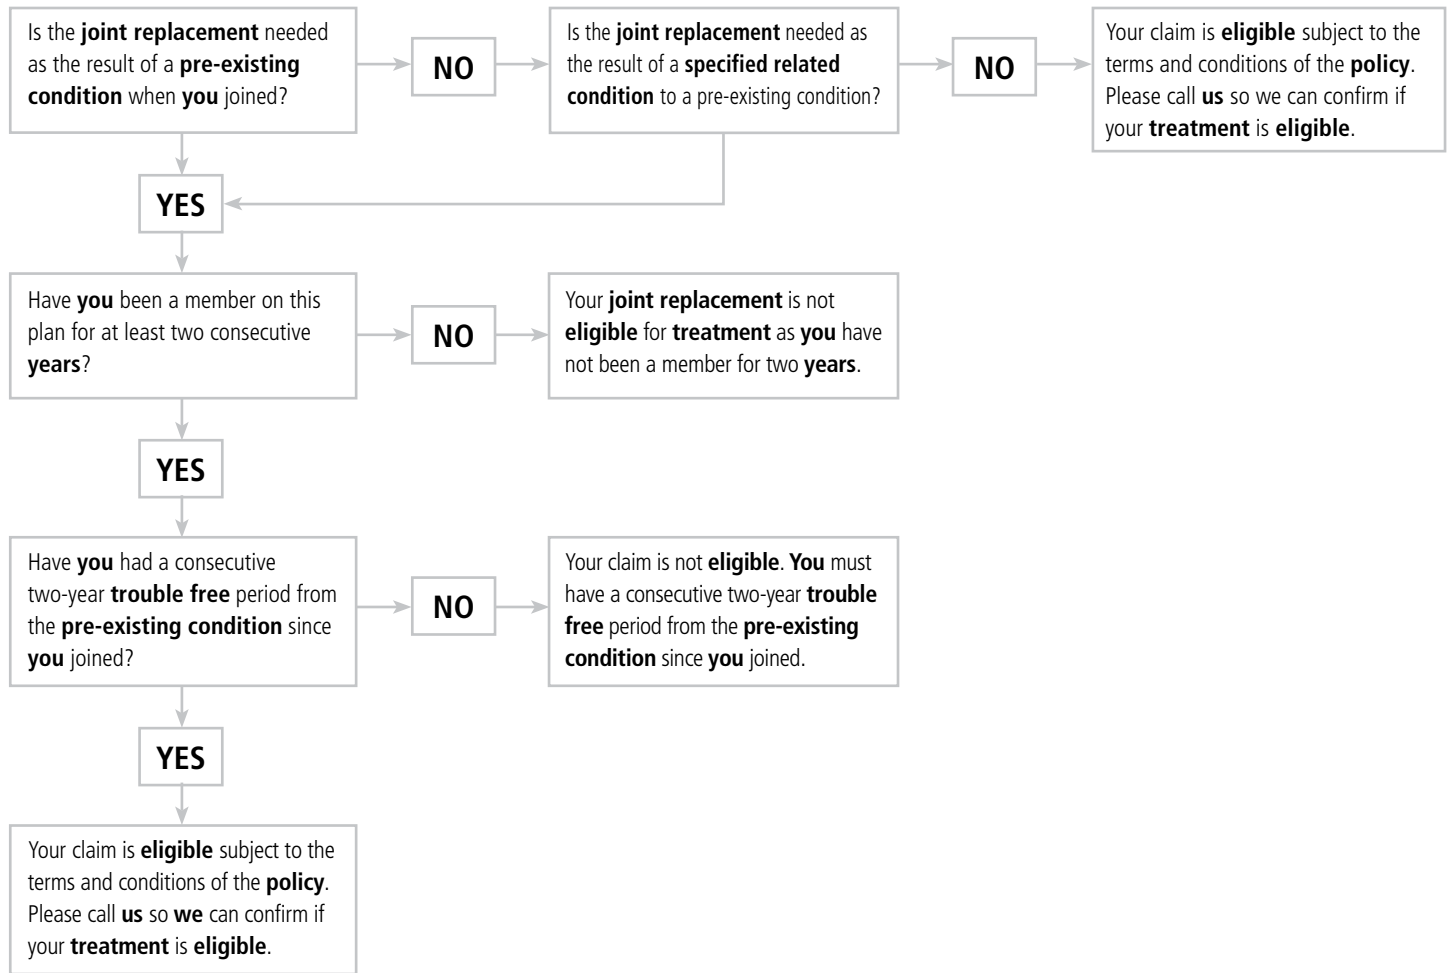 Is the joint replacement needed
as the result of a pre-existing
condition when you joined?
NO
Is the joint replacement needed as
the result of a specified related
condition to a pre-existing condition?
NO
Your claim is eligible subject to the
terms and conditions of the policy.
Please call us so we can confirm if
your treatment is eligible.
YES
Have you been a member on this
plan for at least two consecutive
years?
NO
Your joint replacement is not
eligible for treatment as you have
not been a member for two years.
YES
Have you had a consecutive
two-year trouble free period from
the pre-existing condition since
you joined?
NO
Your claim is not eligible. You must
have a consecutive two-year trouble
free period from the pre-existing
condition since you joined.
YES
Your claim is eligible subject to the
terms and conditions of the policy.
Please call us so we can confirm if
your treatment is eligible.